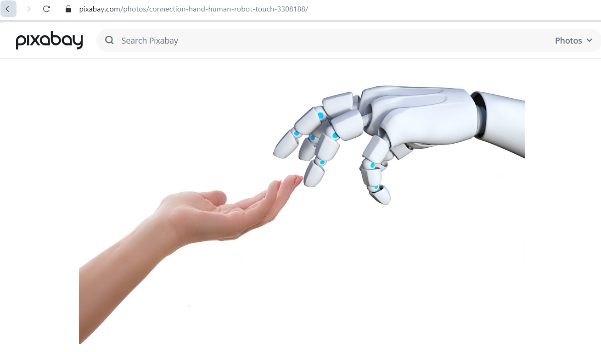 pixabay.com/photos/connection-hand-human-robot-touch-3308188/
pixabay
Search Pixabay
Photos